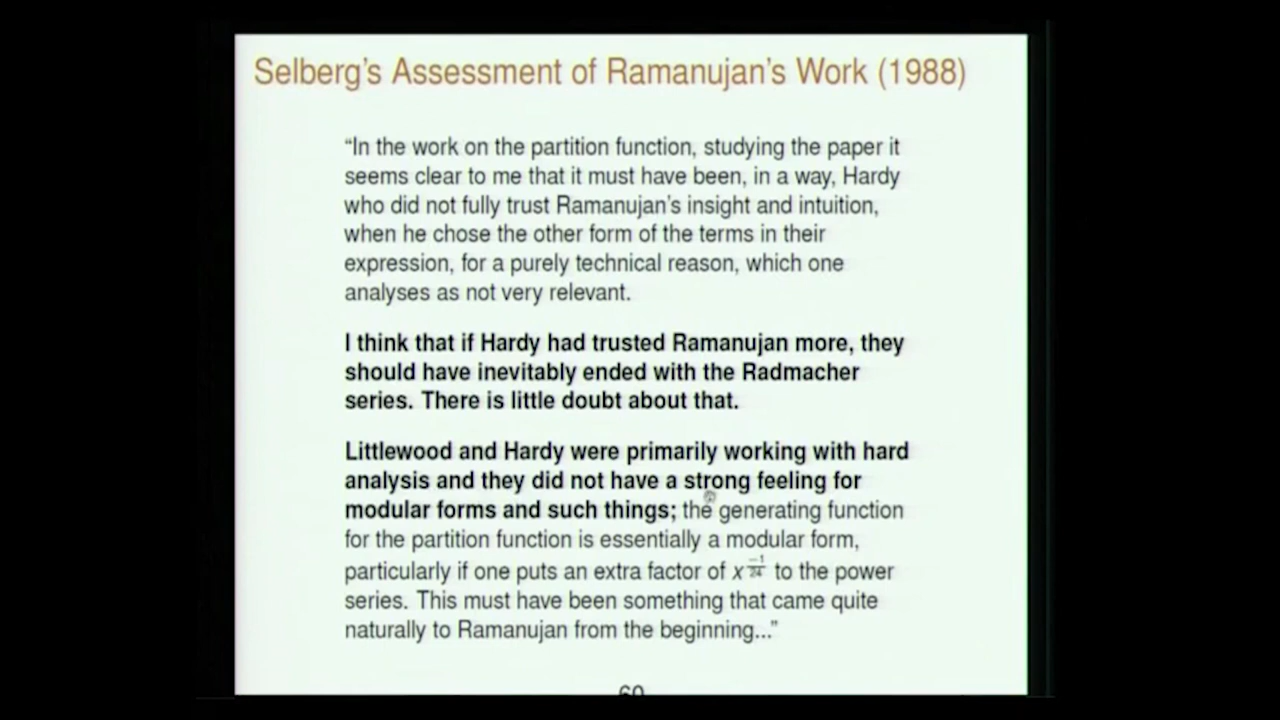 Selberg's Assessment of Ramanujan's Work (1988)
“In the work on the partition function, studying the paper it
seems clear to me that it must have been, in a way, Hardy
who did not fully trust Ramanujan's insight and intuition,
when he chose the other form of the terms in their
expression, for a purely technical reason, which one
analyses as not very relevant.
I think that if Hardy had trusted Ramanujan more, they
should have inevitably ended with the Radmacher
series. There is little doubt about that.
Littlewood and Hardy were primarily working with hard
analysis and they did not have a strong feeling for
modular forms and such things; the generating function
for the partition function is essentially a modular form,
particularly if one puts an extra factor of x^{\frac{-1}{24}} to the power
series. This must have been something that came quite
naturally to Ramanujan from the beginning...”
60